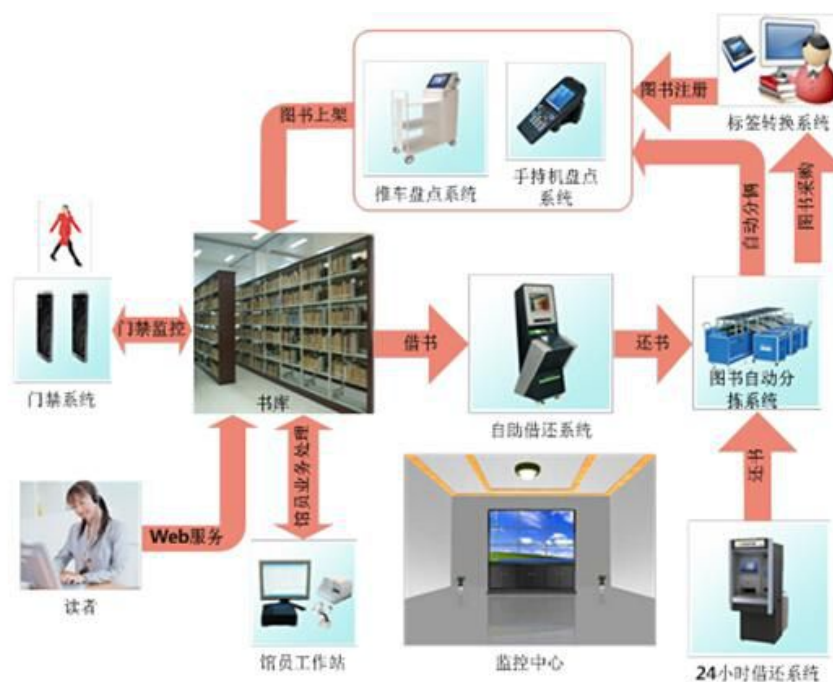 图书注册
标签转换系统
图书上架
推车盘点系统
手持机盘点
系统
自动分
图书采购
门禁监控
门禁系统
书库
借书
自助借还系统
还书
图书自动分
拣系统
馆员业务处理
还书
Web服务
读者
馆员工作站
监控中心
24小时借还系统